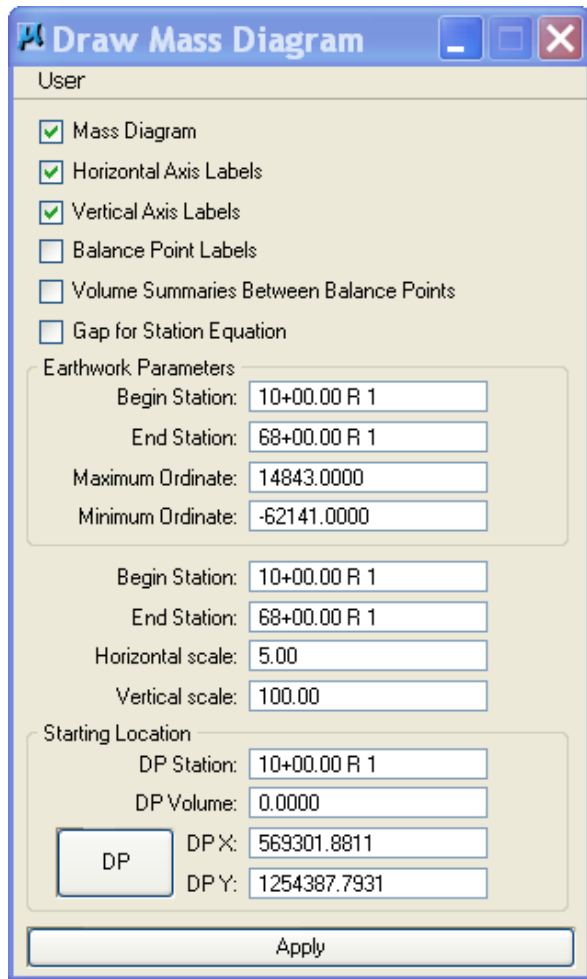 Draw Mass Diagram
User
Mass Diagram
Horizontal Axis Labels
Vertical Axis Labels
Balance Point Labels
Volume Summaries Between Balance Points
Gap for Station Equation
Earthwork Parameters
Begin Station: 10+00.00 R 1
End Station: 68+00.00 R 1
Maximum Ordinate: 14843.0000
Minimum Ordinate: -62141.0000
Begin Station: 10+00.00 R 1
End Station: 68+00.00 R 1
Horizontal scale: 5.00
Vertical scale: 100.00
Starting Location
DP Station: 10+00.00 R 1
DP Volume: 0.0000
DP X: 569301.8811
DP
DP Y: 1254387.7931
Apply